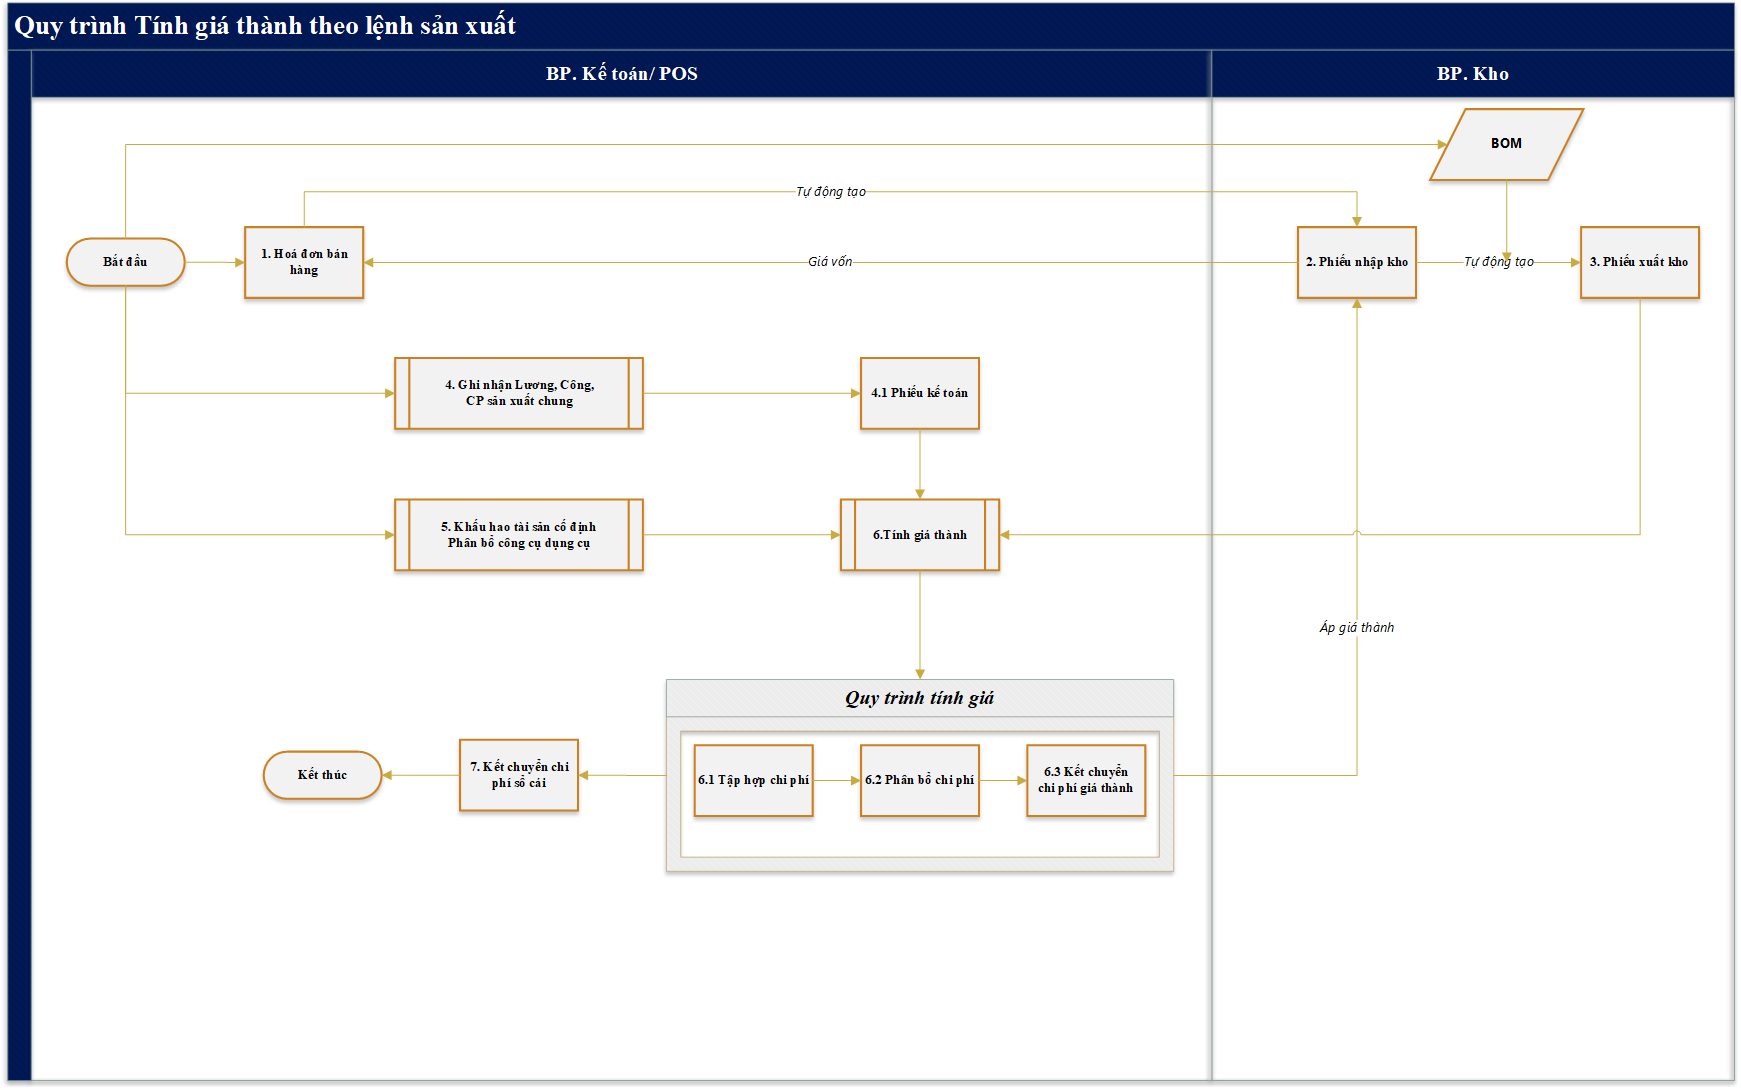 Quy trình Tính giá thành theo lệnh sản xuất
BP. Kế toán/ POS
BP. Kho
BOM
Tự động tạo
Bắt đầu
1. Hoá đơn bán
hàng
Giá vốn
2. Phiếu nhập kho
Tự động tạo
3. Phiếu xuất kho
4. Ghi nhận Lương, Công,
CP sản xuất chung
4.1 Phiếu kế toán
5. Khấu hao tài sản cố định
Phân bổ công cụ dụng cụ
6.Tính giá thành
Áp giá thành
Quy trình tính giá
6.1 Tập hợp chi phí
6.2 Phân bổ chi phí
6.3 Kết chuyển
chi phí giá thành
7. Kết chuyển chi
phí sổ cái
Kết thúc